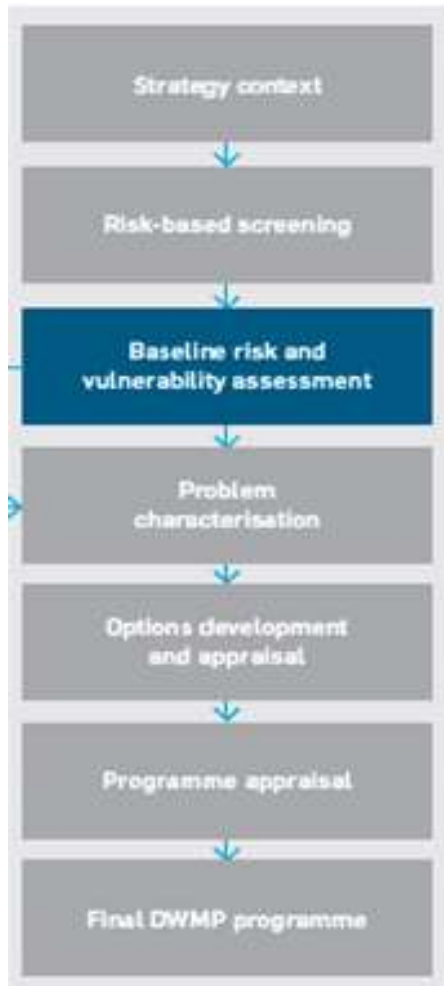 Strategy context
Risk-based screening
Baseline risk and
vulnerability assessment
Problem
characterisation
Options development
and appraisal
Programme appraisal
Final DWMP programme